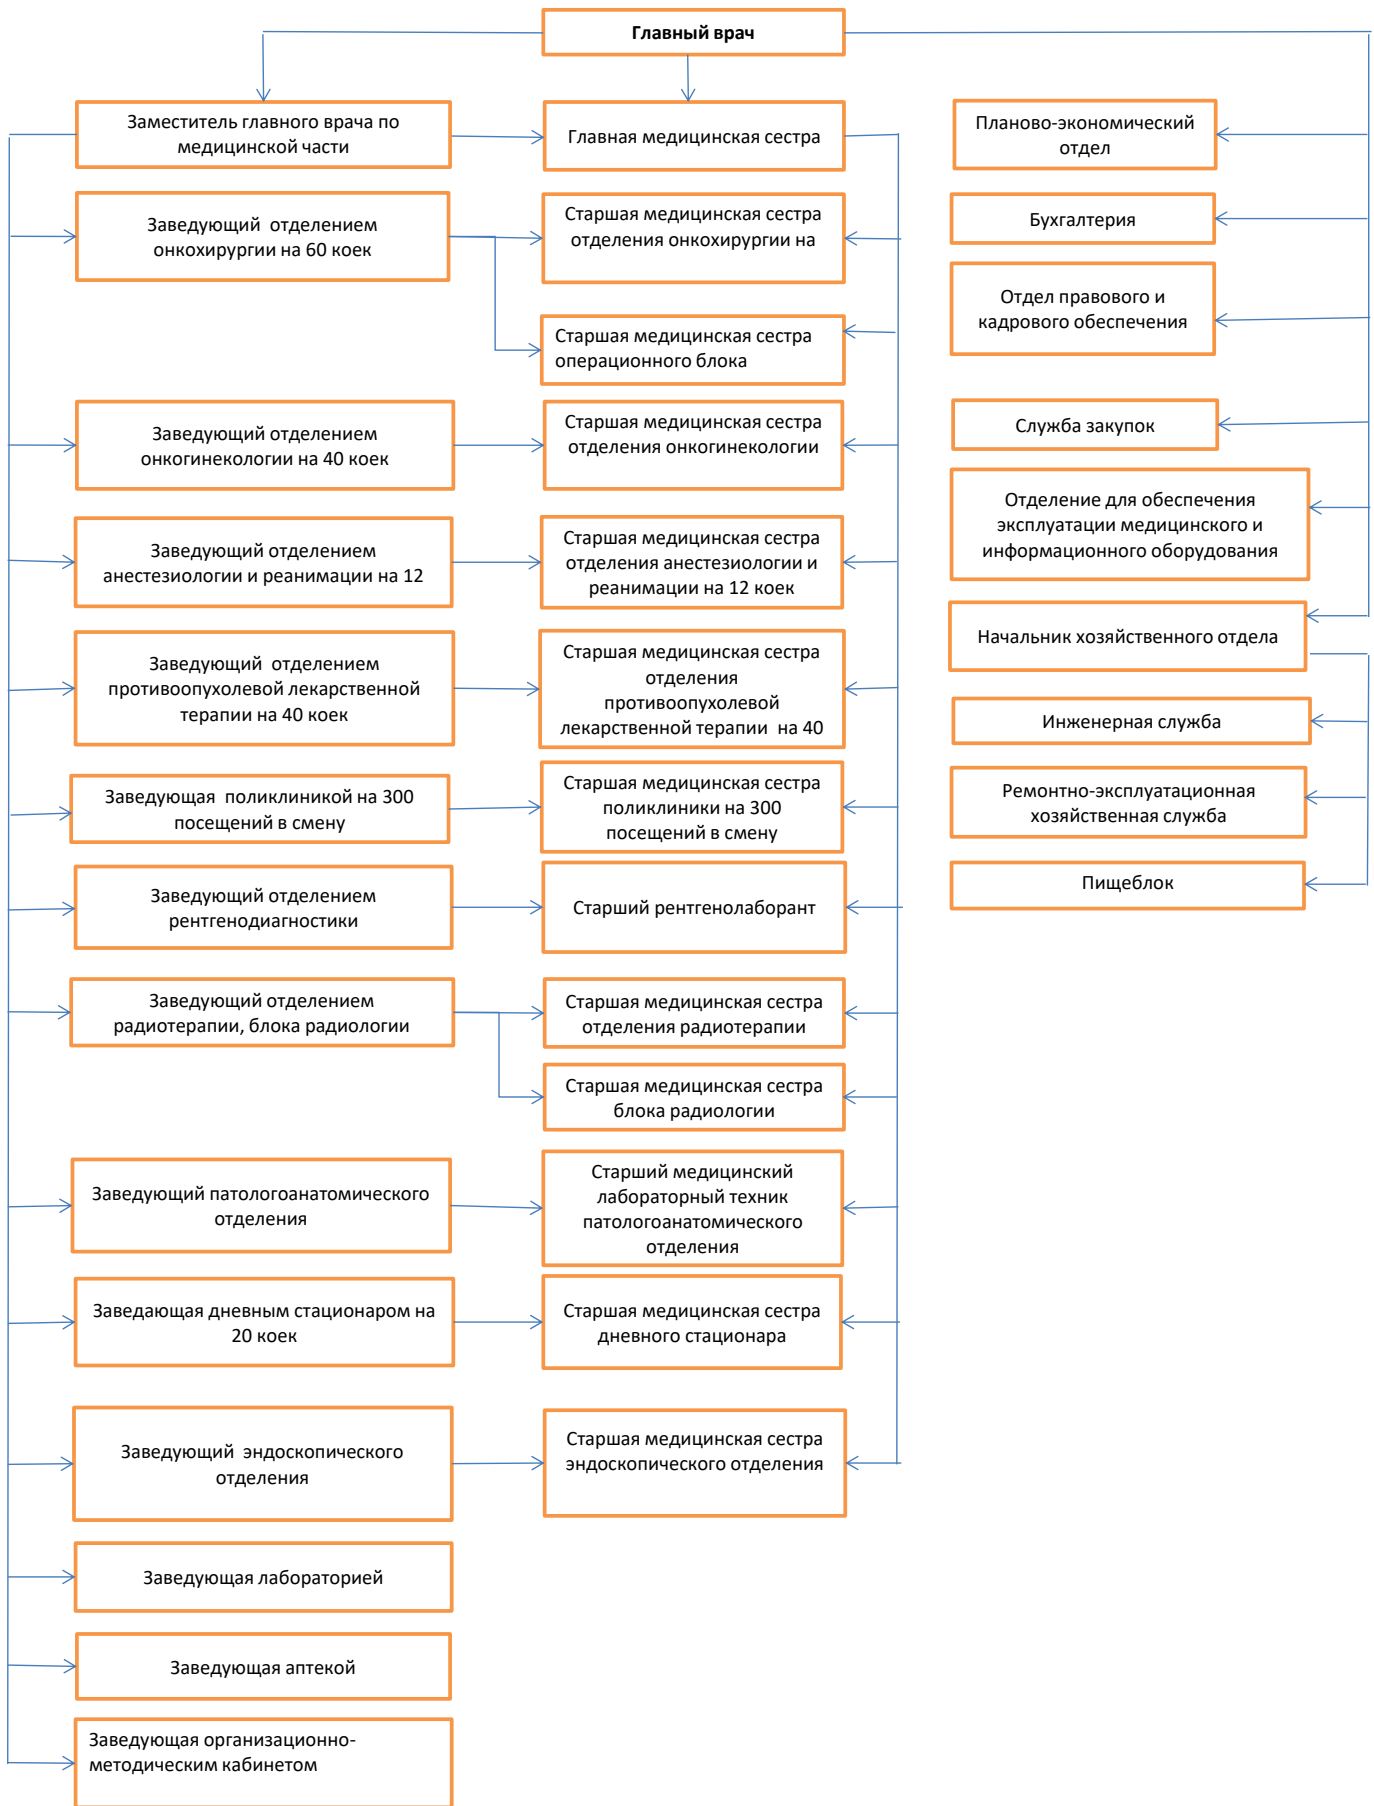 Главный врач
Заместитель главного врача по
медицинской части
Главная медицинская сестра
Планово-экономический
отдел
Заведующий  отделением
онкохирургии на 60 коек
Старшая медицинская сестра
отделения онкохирургии на
Бухгалтерия
Отдел правового и
кадрового обеспечения
Старшая медицинская сестра
операционного блока
Заведующий отделением
онкогинекологии на 40 коек
Старшая медицинская сестра
отделения онкогинекологии
Служба закупок
Отделение для обеспечения
эксплуатации медицинского и
информационного оборудования
Заведующий отделением
анестезиологии и реанимации на 12
Старшая медицинская сестра
отделения анестезиологии и
реанимации на 12 коек
Начальник хозяйственного отдела
Заведующий  отделением
противоопухолевой лекарственной
терапии на 40 коек
Старшая медицинская сестра
отделения
противоопухолевой
лекарственной терапии  на 40
Инженерная служба
Заведующая  поликлиникой на 300
посещений в смену
Старшая медицинская сестра
поликлиники на 300
посещений в смену
Ремонтно-эксплуатационная
хозяйственная служба
Заведующий отделением
рентгенодиагностики
Старший рентгенолаборант
Пищеблок
Заведующий отделением
радиотерапии, блока радиологии
Старшая медицинская сестра
отделения радиотерапии
Старшая медицинская сестра
блока радиологии
Заведующий патологоанатомического
отделения
Старший медицинский
лабораторный техник
патологоанатомического
отделения
Заведающая дневным стационаром на
20 коек
Старшая медицинская сестра
дневного стационара
Заведующий  эндоскопического
отделения
Старшая медицинская сестра
эндоскопического отделения
Заведующая лабораторией
Заведующая аптекой
Заведующая организационно-
методическим кабинетом